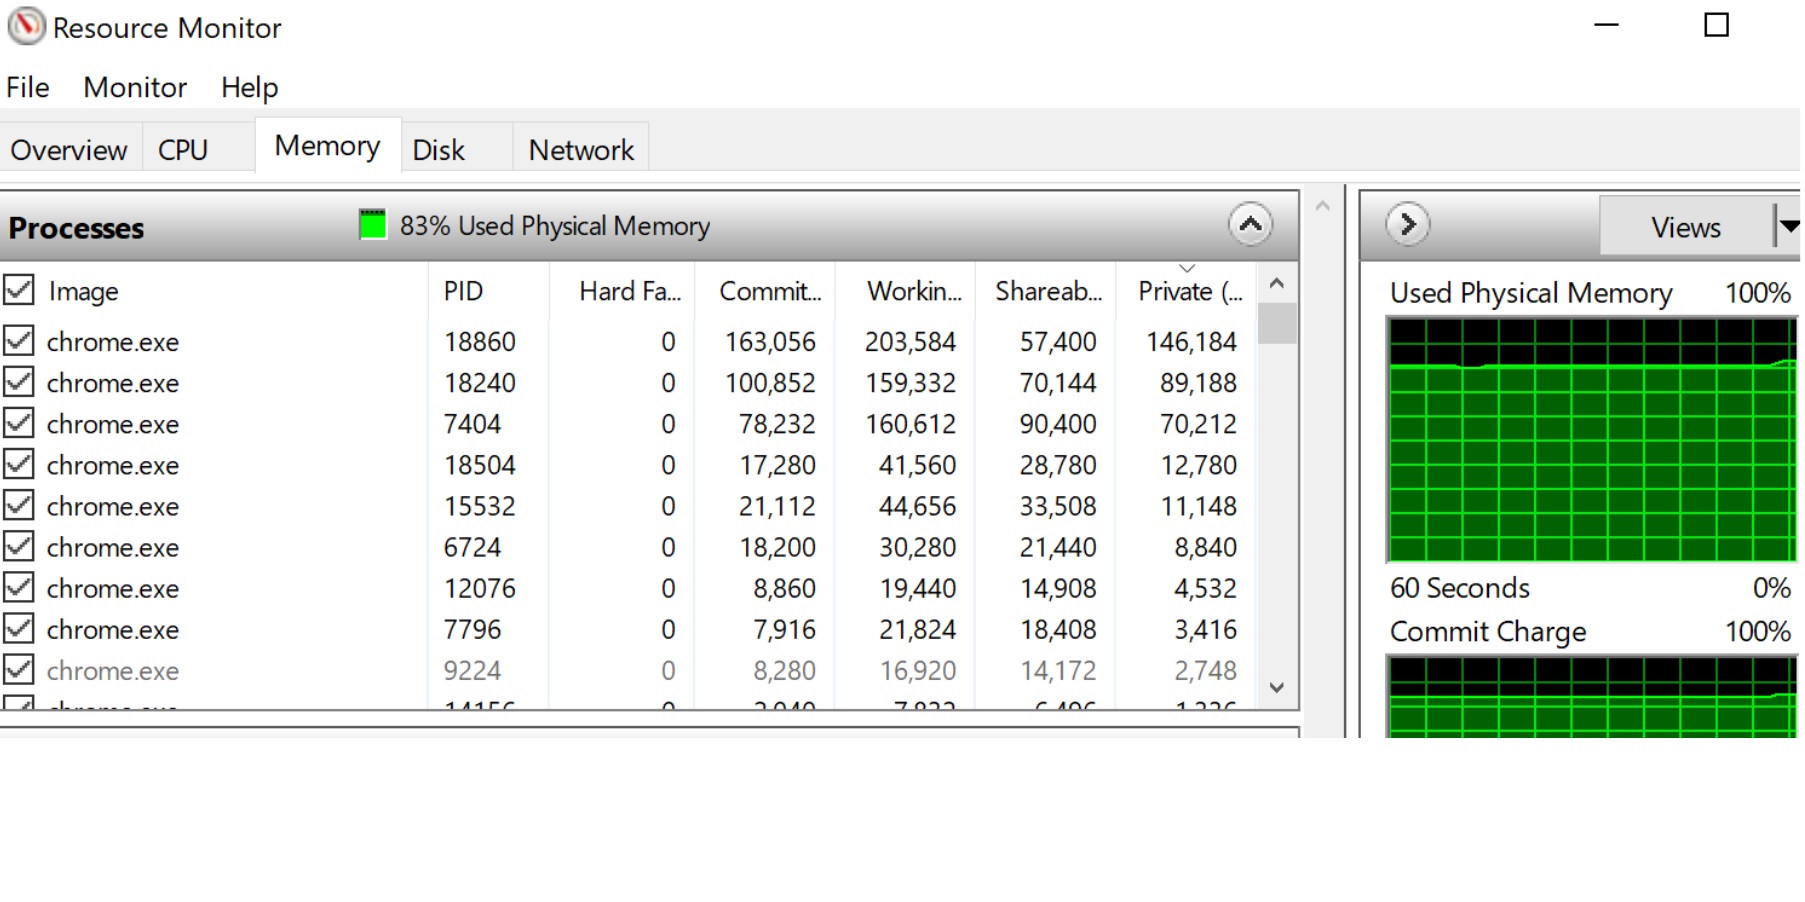 Resource Monitor
File Monitor Help
Overview CPU Memory Disk Network
Processes 83% Used Physical Memory Views
Image PID Hard Fa... Commit... Workin... Shareab... Private (...
chrome.exe 18860 0 163,056 203,584 57,400 146,184
chrome.exe 18240 0 100,852 159,332 70,144 89,188
chrome.exe 7404 0 78,232 160,612 90,400 70,212
chrome.exe 18504 0 17,280 41,560 28,780 12,780
chrome.exe 15532 0 21,112 44,656 33,508 11,148
chrome.exe 6724 0 18,200 30,280 21,440 8,840
chrome.exe 12076 0 8,860 19,440 14,908 4,532
chrome.exe 7796 0 7,916 21,824 18,408 3,416
chrome.exe 9224 0 8,280 16,920 14,172 2,748
Used Physical Memory 100%
60 Seconds 0%
Commit Charge 100%